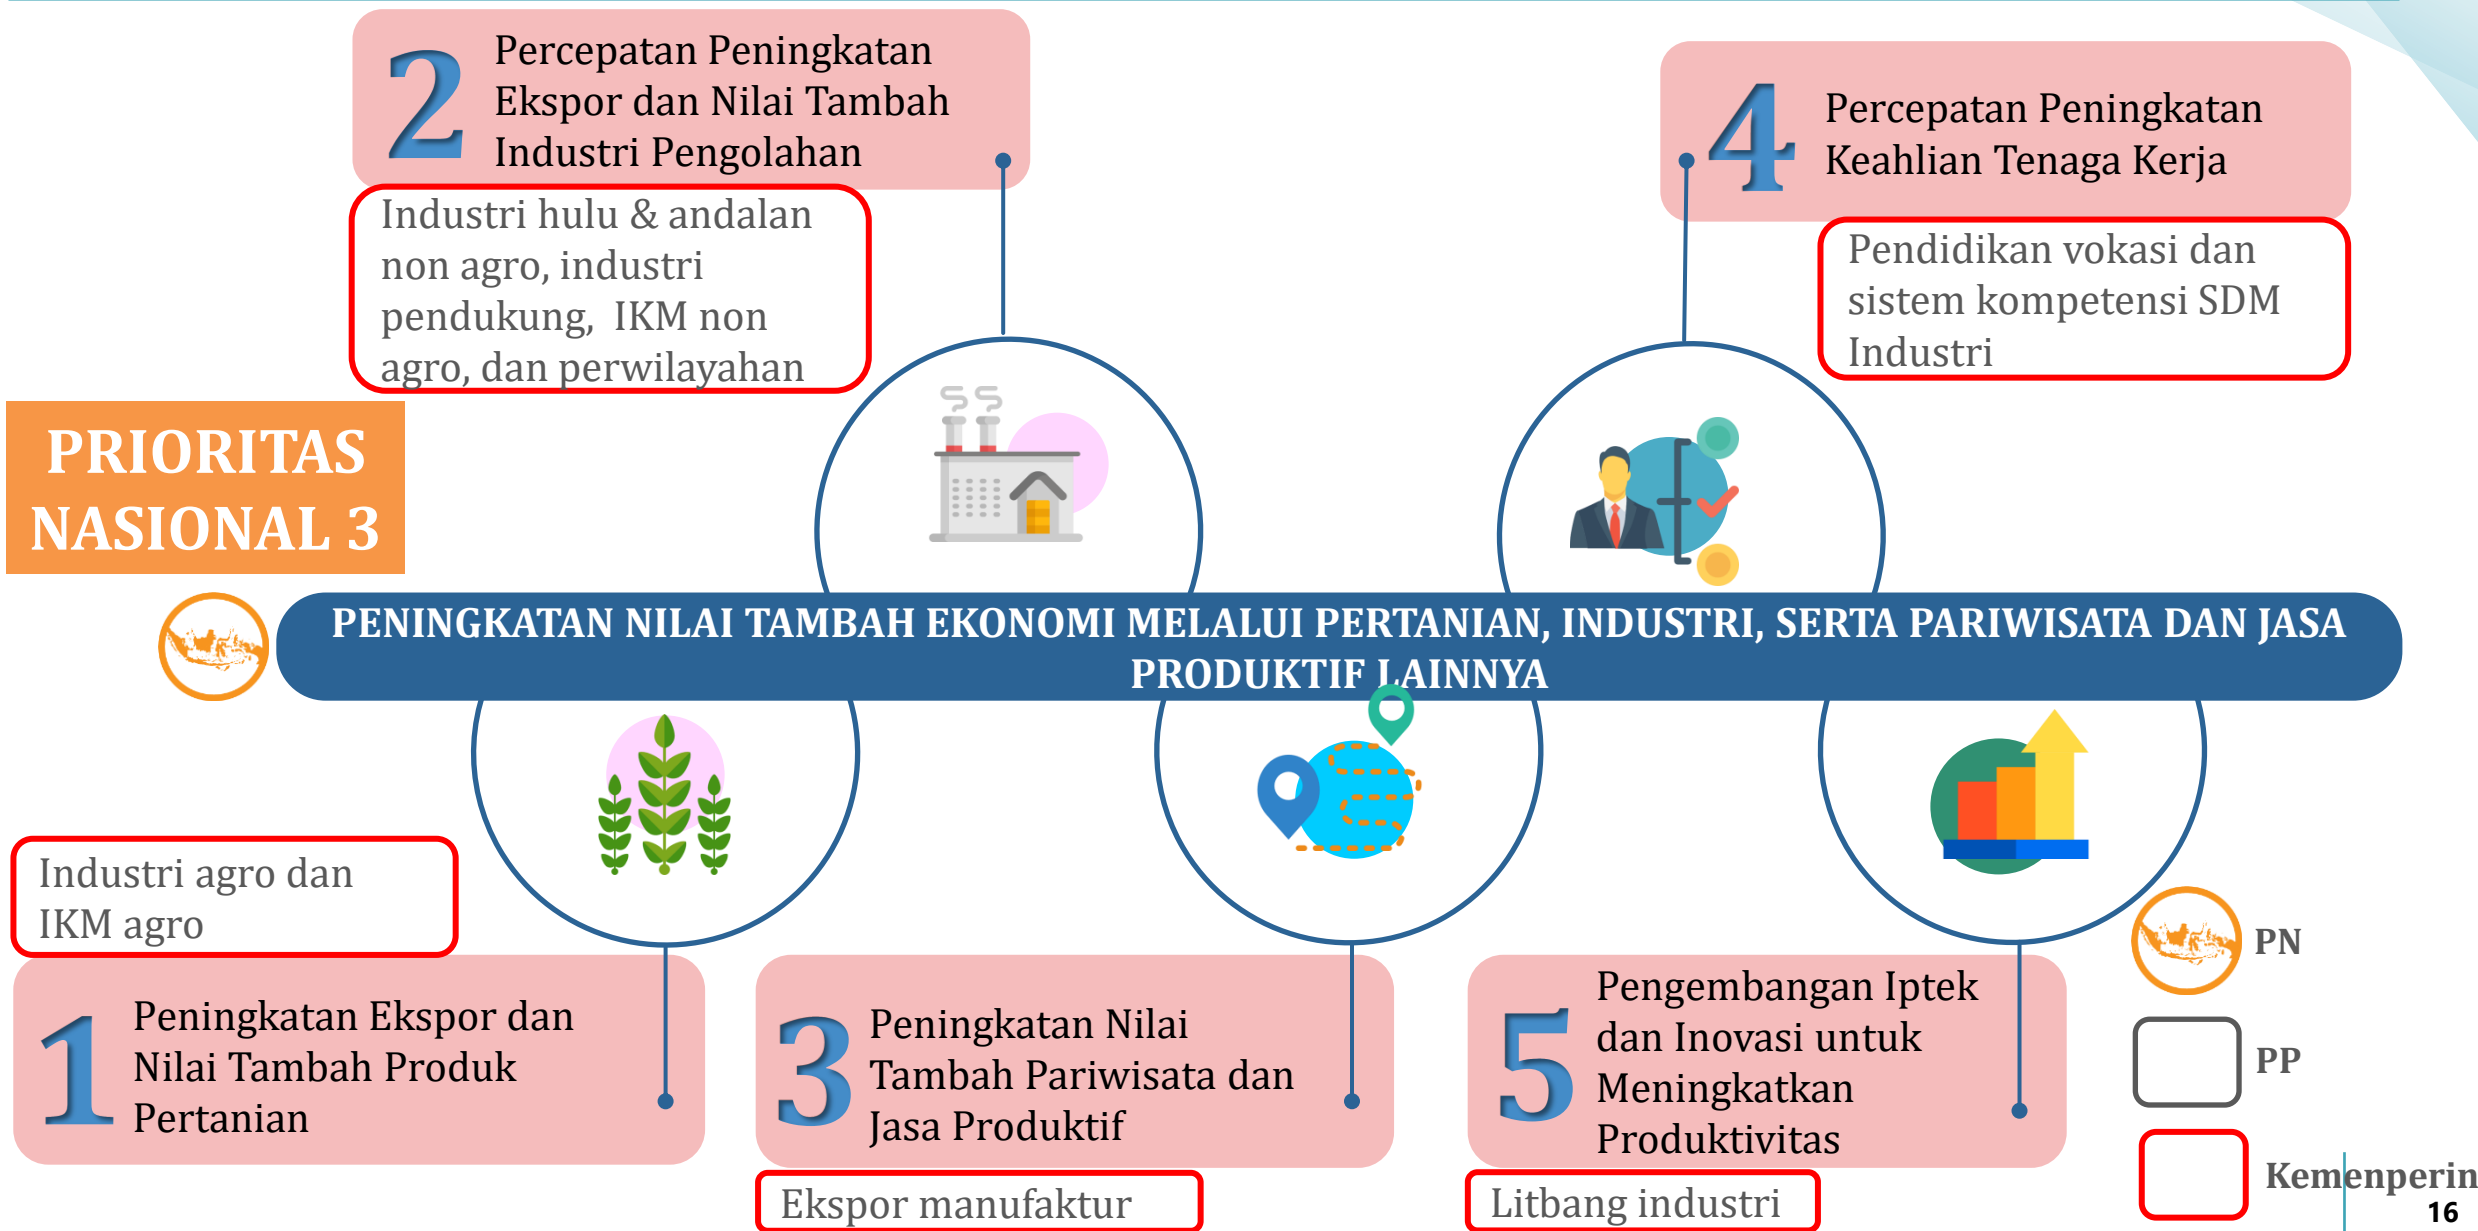 2
Percepatan Peningkatan
Ekspor dan Nilai Tambah
Industri Pengolahan
Industri hulu & andalan
non agro, industri
pendukung, IKM non
agro, dan perwilayahan
4
Percepatan Peningkatan
Keahlian Tenaga Kerja
Pendidikan vokasi dan
sistem kompetensi SDM
Industri
PRIORITAS
NASIONAL 3
PENINGKATAN NILAI TAMBAH EKONOMI MELALUI PERTANIAN, INDUSTRI, SERTA PARIWISATA DAN JASA
PRODUKTIF LAINNYA
Industri agro dan
IKM agro
1
Peningkatan Ekspor dan
Nilai Tambah Produk
Pertanian
3
Peningkatan Nilai
Tambah Pariwisata dan
Jasa Produktif
Ekspor manufaktur
5
Pengembangan Iptek
dan Inovasi untuk
Meningkatkan
Produktivitas
Litbang industri
PN
PP
Kemenperin
16